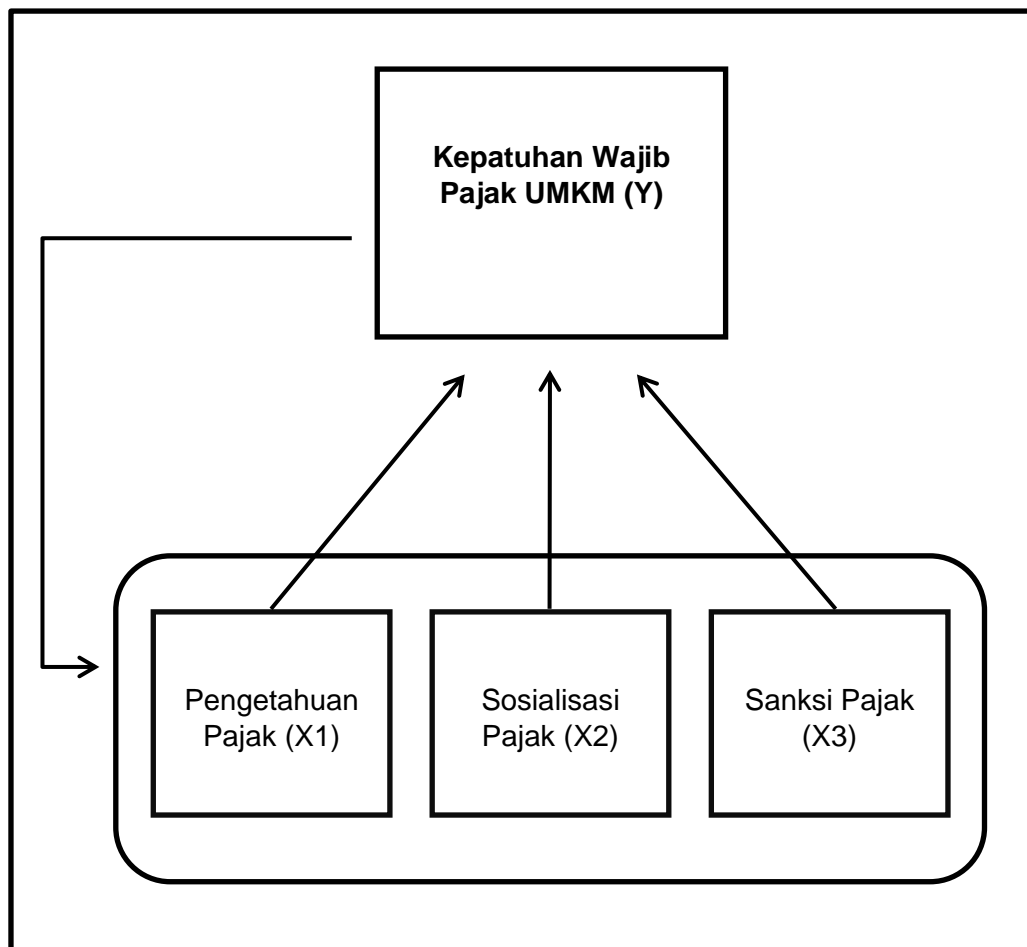 Kepatuhan Wajib
Pajak UMKM (Y)
Pengetahuan
Pajak (X1)
Sosialisasi
Pajak (X2)
Sanksi Pajak
(X3)